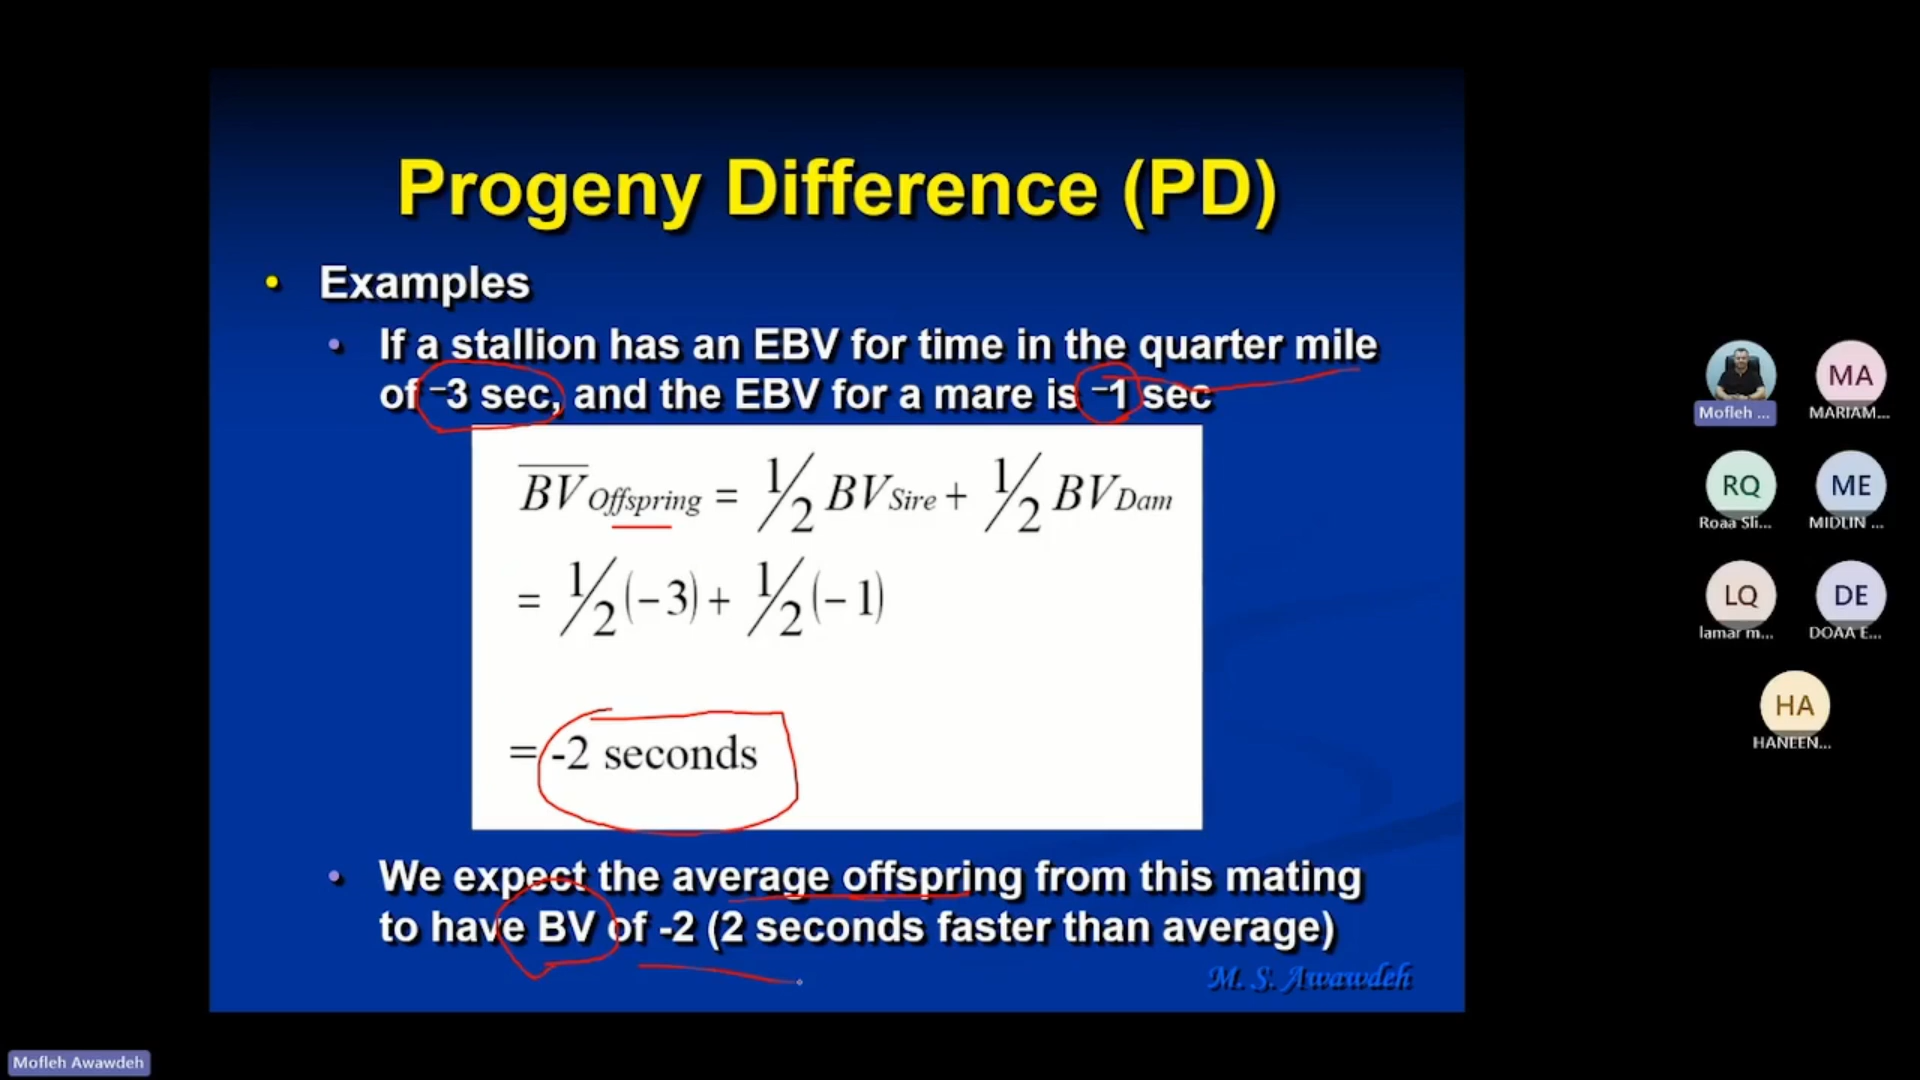 Progeny Difference (PD)
• Examples
• If a stallion has an EBV for time in the quarter mile
of −3 sec, and the EBV for a mare is −1 sec
BV Offspring = 1/2 BV Sire + 1/2 BV Dam
= 1/2 (−3) + 1/2 (−1)
= -2 seconds
• We expect the average offspring from this mating
to have BV of -2 (2 seconds faster than average)
M. S. Awawdeh
MA
Mofleh ...
MARIAM...
RQ
ME
Roaa Sli...
MIDLIN ...
LQ
DE
lamar m...
DOAA E...
HA
HANEEN...
Mofleh Awawdeh